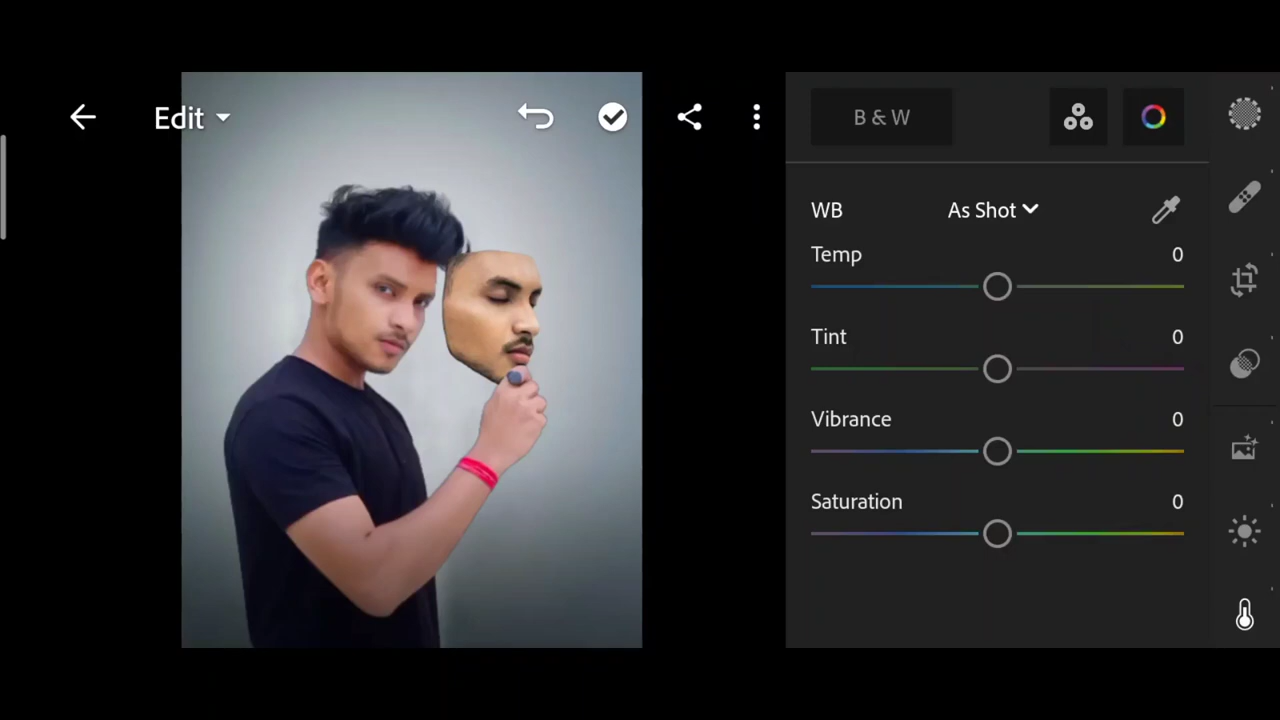 Edit
B & W
WB As Shot
Temp 0
Tint 0
Vibrance 0
Saturation 0